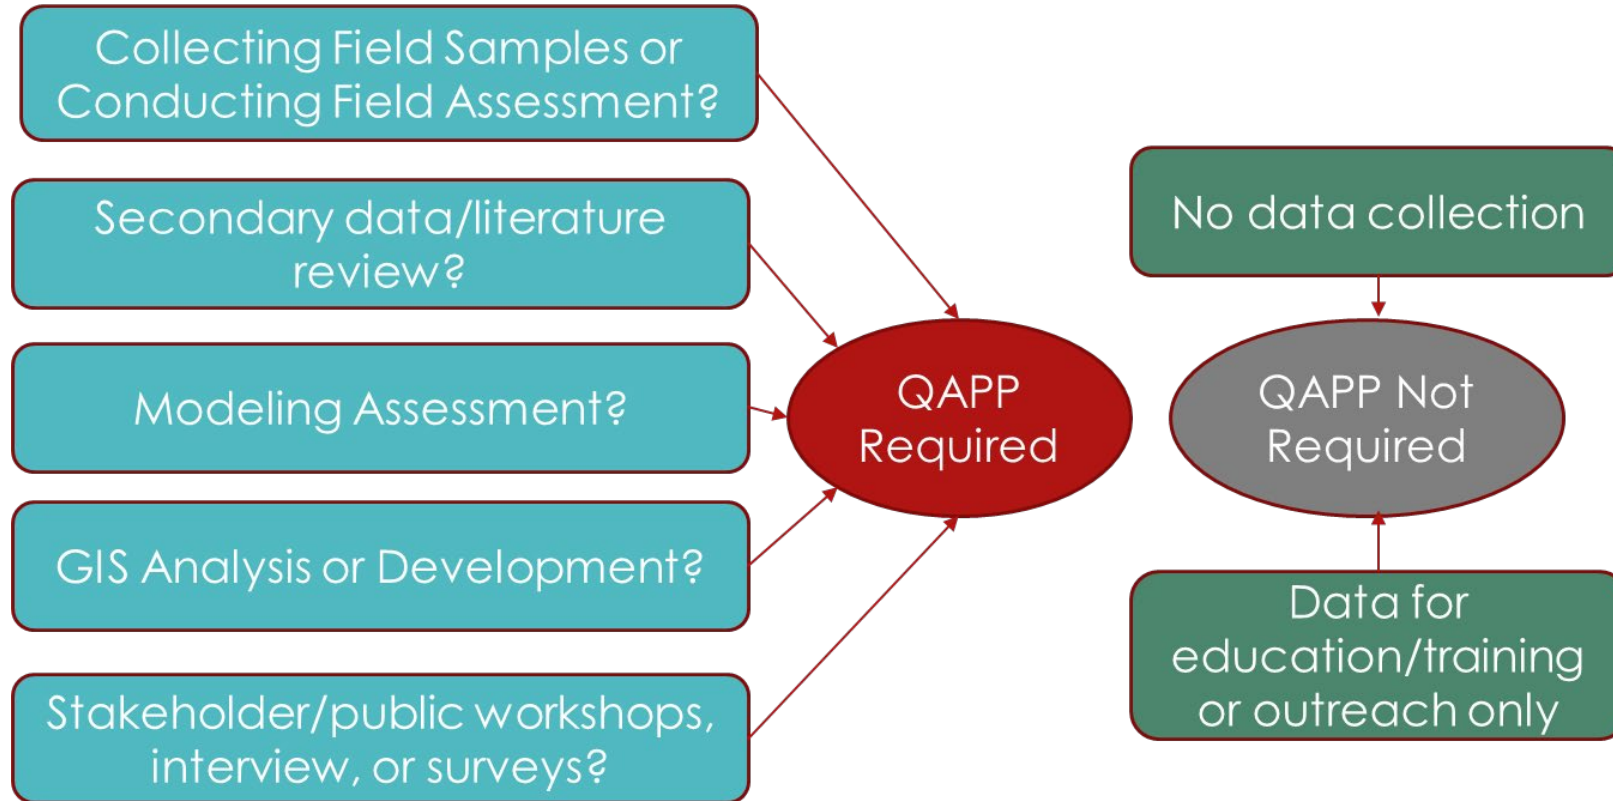 Collecting Field Samples or
Conducting Field Assessment?
Secondary data/literature
review?
Modeling Assessment?
GIS Analysis or Development?
Stakeholder/public workshops,
interview, or surveys?
QAPP
Required
No data collection
QAPP Not
Required
Data for
education/training
or outreach only